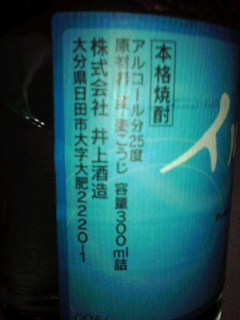 本格焼酎
アルコール分25度
原材料 麦・麦こうじ 容量300ml詰
株式会社 井上酒造
大分県日田市大字大肥2220-1